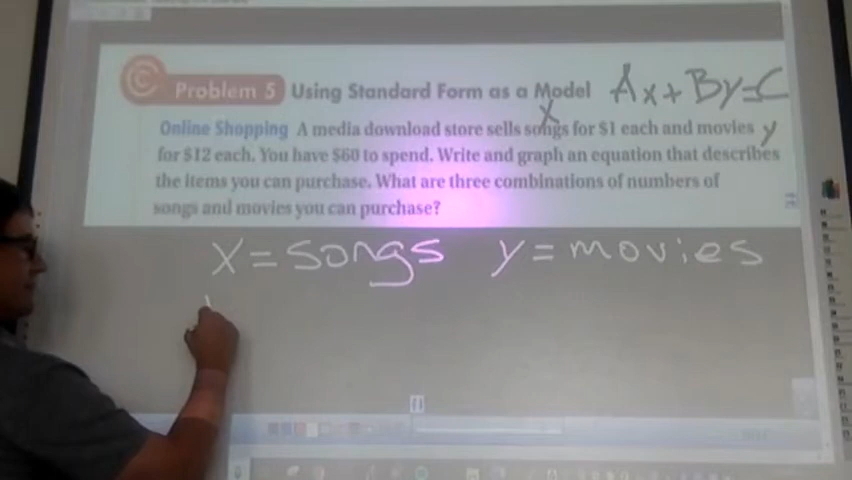 Problem 5 Using Standard Form as a Model Ax + By = C
x
Online Shopping A media download store sells songs for $1 each and movies y
for $12 each. You have $60 to spend. Write and graph an equation that describes
the items you can purchase. What are three combinations of numbers of
songs and movies you can purchase?
x = songs y = movies